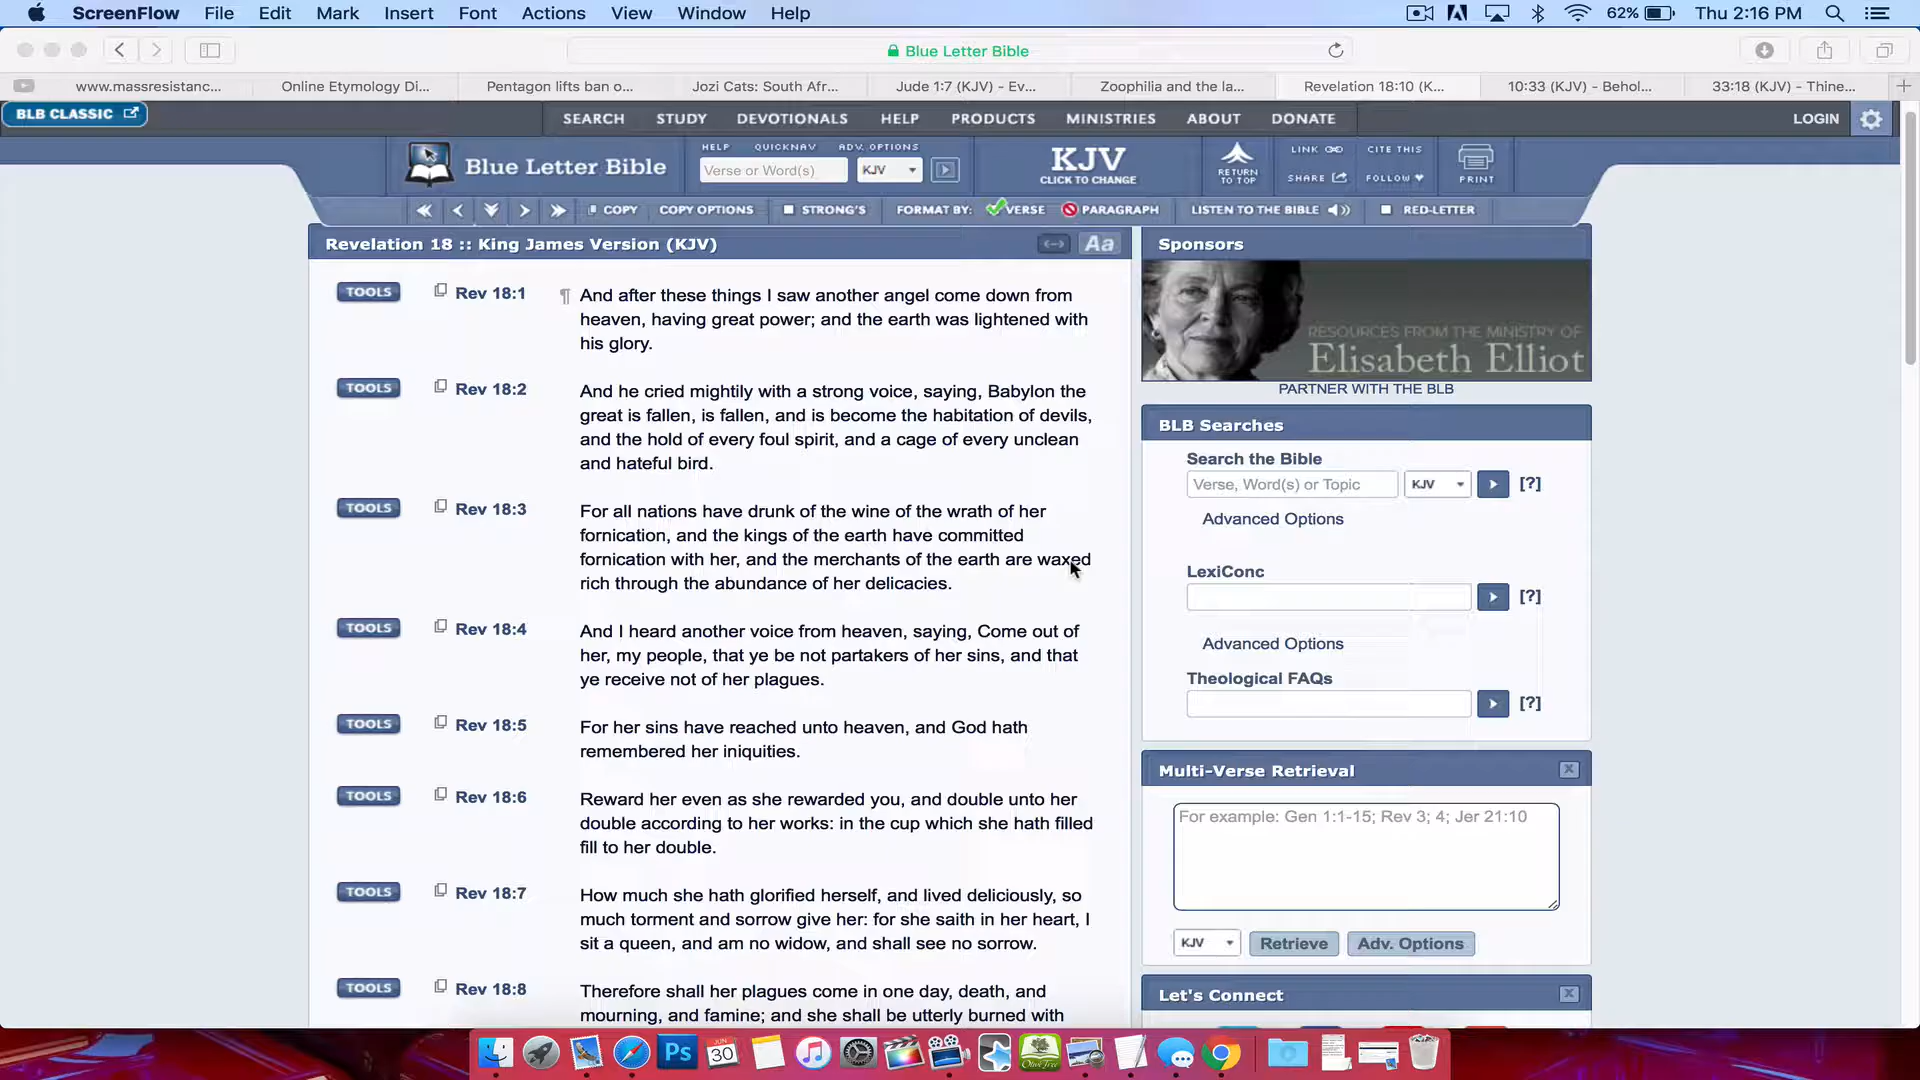 ScreenFlow File Edit Mark Insert Font Actions View Window Help 62% Thu 2:16 PM
Blue Letter Bible
www.massresistanc... Online Etymology Di... Pentagon lifts ban o... Jozi Cats: South Afr... Jude 1:7 (KJV) - Ev... Zoophilia and the la... Revelation 18:10 (K... 10:33 (KJV) - Behol... 33:18 (KJV) - Thine...
BLB CLASSIC SEARCH STUDY DEVOTIONALS HELP PRODUCTS MINISTRIES ABOUT DONATE LOGIN
HELP QUICKNAV ADV. OPTIONS
Blue Letter Bible Verse or Word(s) KJV
KJV
CLICK TO CHANGE
RETURN
TO TOP
LINK CITE THIS
SHARE FOLLOW PRINT
COPY COPY OPTIONS STRONG'S FORMAT BY: VERSE PARAGRAPH LISTEN TO THE BIBLE RED-LETTER
Revelation 18 :: King James Version (KJV) Aa
TOOLS Rev 18:1 ¶ And after these things I saw another angel come down from
heaven, having great power; and the earth was lightened with
his glory.
TOOLS Rev 18:2 And he cried mightily with a strong voice, saying, Babylon the
great is fallen, is fallen, and is become the habitation of devils,
and the hold of every foul spirit, and a cage of every unclean
and hateful bird.
TOOLS Rev 18:3 For all nations have drunk of the wine of the wrath of her
fornication, and the kings of the earth have committed
fornication with her, and the merchants of the earth are waxed
rich through the abundance of her delicacies.
TOOLS Rev 18:4 And I heard another voice from heaven, saying, Come out of
her, my people, that ye be not partakers of her sins, and that
ye receive not of her plagues.
TOOLS Rev 18:5 For her sins have reached unto heaven, and God hath
remembered her iniquities.
TOOLS Rev 18:6 Reward her even as she rewarded you, and double unto her
double according to her works: in the cup which she hath filled
fill to her double.
TOOLS Rev 18:7 How much she hath glorified herself, and lived deliciously, so
much torment and sorrow give her: for she saith in her heart, I
sit a queen, and am no widow, and shall see no sorrow.
TOOLS Rev 18:8 Therefore shall her plagues come in one day, death, and
mourning, and famine; and she shall be utterly burned with
Sponsors
RESOURCES FROM THE MINISTRY OF
Elisabeth Elliot
PARTNER WITH THE BLB
BLB Searches
Search the Bible
Verse, Word(s) or Topic KJV [?]
Advanced Options
LexiConc
[?]
Advanced Options
Theological FAQs
[?]
Multi-Verse Retrieval
For example: Gen 1:1-15; Rev 3; 4; Jer 21:10
KJV Retrieve Adv. Options
Let's Connect
Ps JUN 30